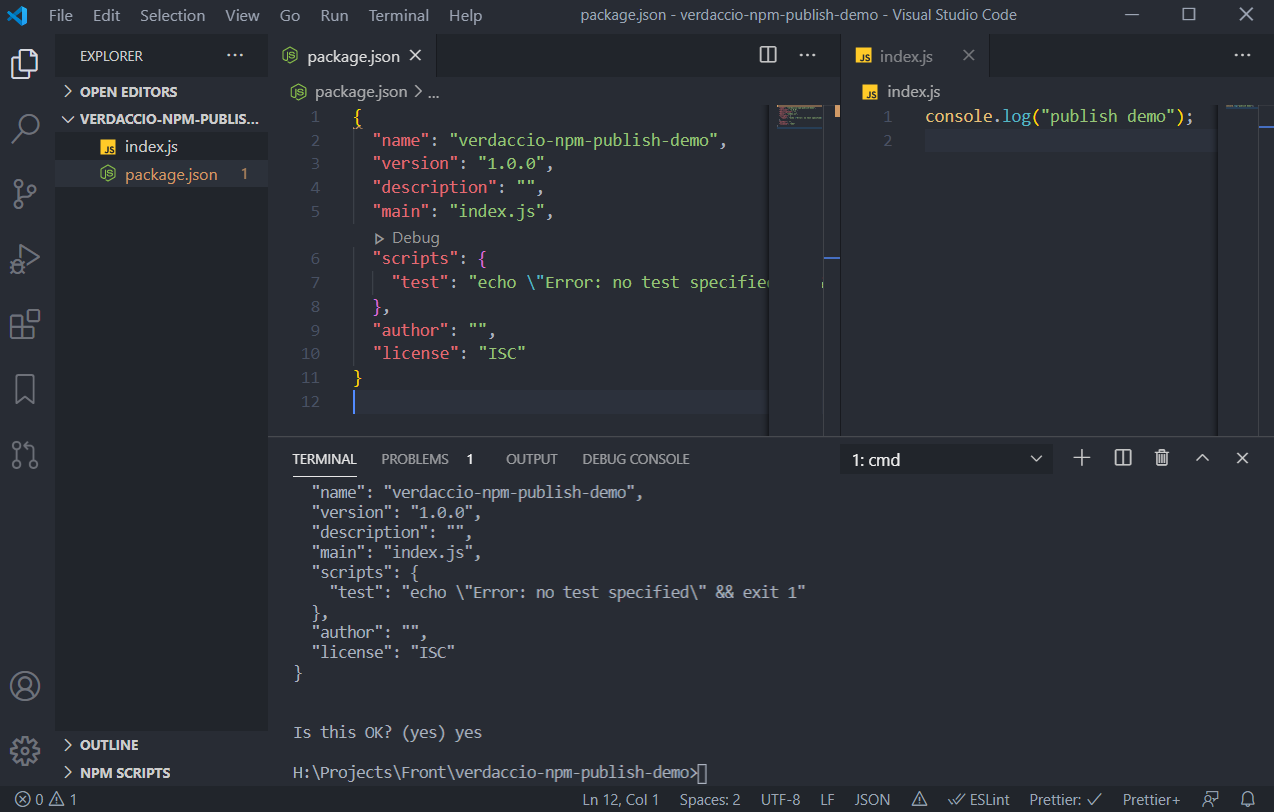 File Edit Selection View Go Run Terminal Help package.json - verdaccio-npm-publish-demo - Visual Studio Code
EXPLORER
OPEN EDITORS
VERDACCIO-NPM-PUBLIS...
JS index.js
package.json 1
OUTLINE
NPM SCRIPTS
package.json
package.json > ...
1 {
2 "name": "verdaccio-npm-publish-demo",
3 "version": "1.0.0",
4 "description": "",
5 "main": "index.js",
Debug
6 "scripts": {
7 "test": "echo \"Error: no test specified
8 },
9 "author": "",
10 "license": "ISC"
11 }
12
JS index.js
JS index.js
1 console.log("publish demo");
2
TERMINAL PROBLEMS 1 OUTPUT DEBUG CONSOLE 1: cmd
"name": "verdaccio-npm-publish-demo",
"version": "1.0.0",
"description": "",
"main": "index.js",
"scripts": {
"test": "echo \"Error: no test specified\" && exit 1"
},
"author": "",
"license": "ISC"
}
Is this OK? (yes) yes
H:\Projects\Front\verdaccio-npm-publish-demo>
0 1 Ln 12, Col 1 Spaces: 2 UTF-8 LF JSON ESLint Prettier: ✓ Prettier+